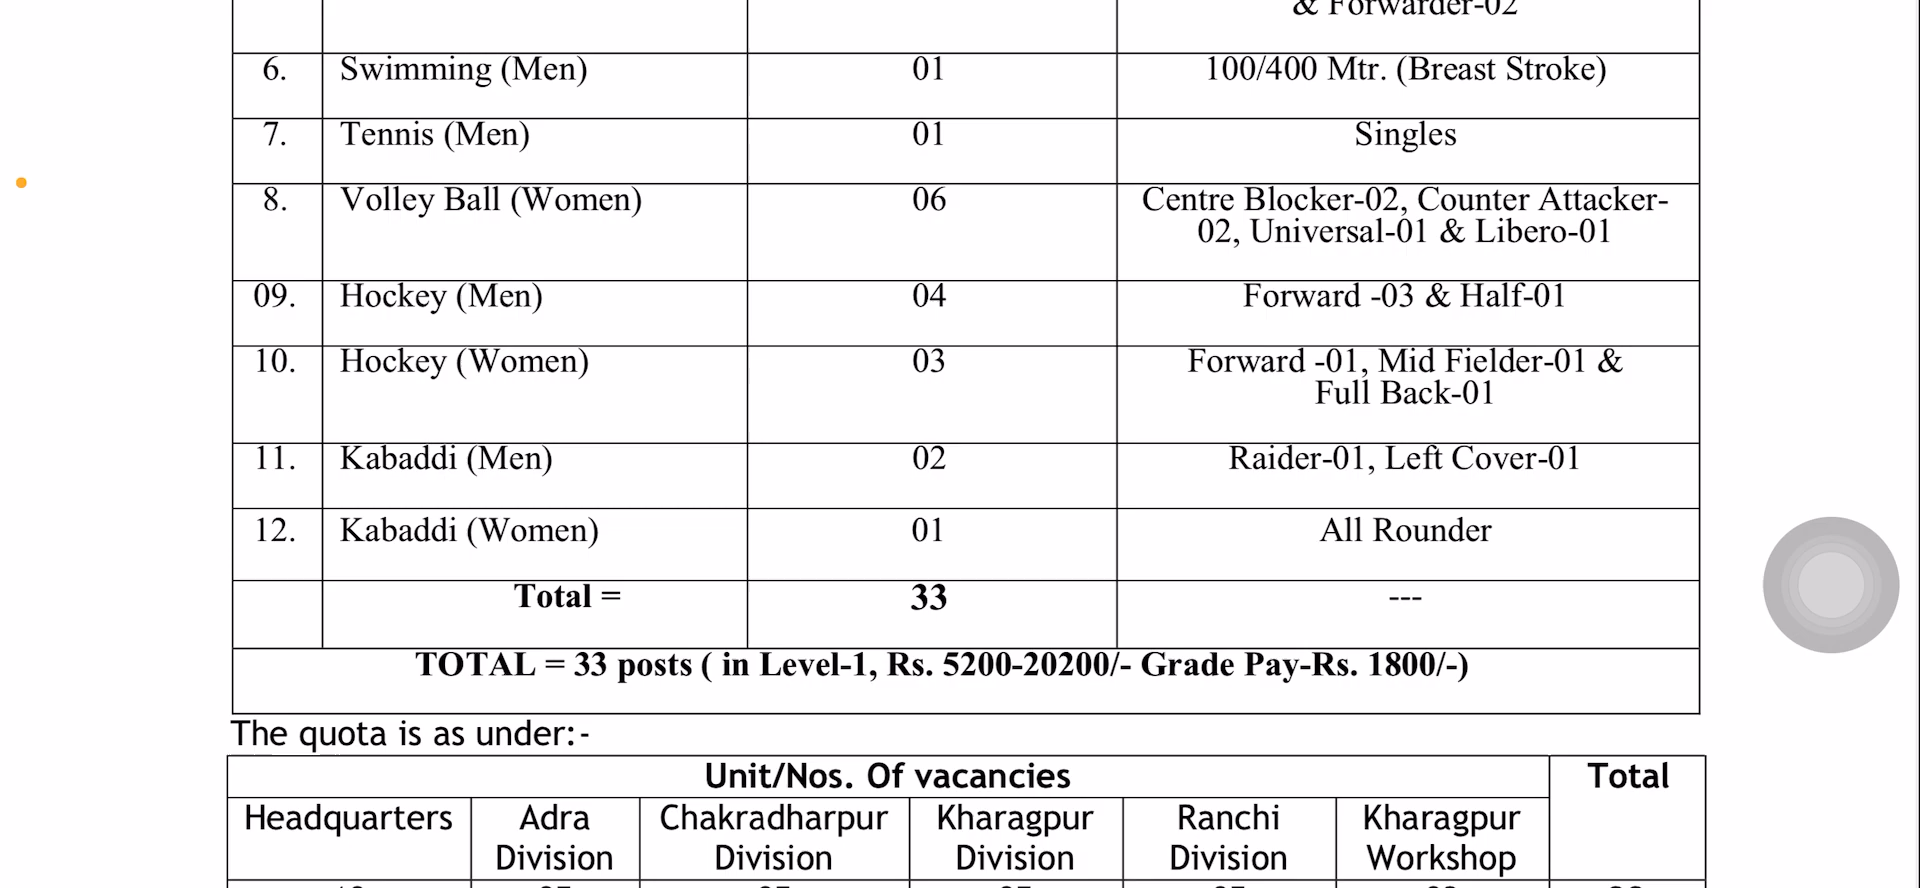 & Forwarder-02
6. Swimming (Men) 01 100/400 Mtr. (Breast Stroke)
7. Tennis (Men) 01 Singles
8. Volley Ball (Women) 06 Centre Blocker-02, Counter Attacker-
02, Universal-01 & Libero-01
09. Hockey (Men) 04 Forward -03 & Half-01
10. Hockey (Women) 03 Forward -01, Mid Fielder-01 &
Full Back-01
11. Kabaddi (Men) 02 Raider-01, Left Cover-01
12. Kabaddi (Women) 01 All Rounder
Total = 33 ---
TOTAL = 33 posts ( in Level-1, Rs. 5200-20200/- Grade Pay-Rs. 1800/-)
The quota is as under:-
Unit/Nos. Of vacancies Total
Headquarters Adra Chakradharpur Kharagpur Ranchi Kharagpur
Division Division Division Division Workshop